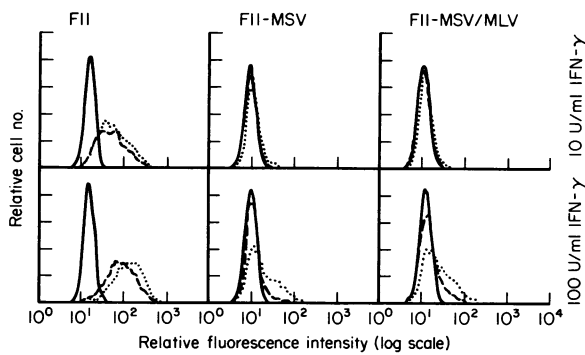 FII
FII-MSV
FII-MSV/MLV
Relative cell no.
10 U/ml IFN-γ
100 U/ml IFN-γ
10⁰ 10¹ 10² 10³ 10⁰ 10¹ 10² 10³ 10⁰ 10¹ 10² 10³ 10⁴
Relative fluorescence intensity (log scale)